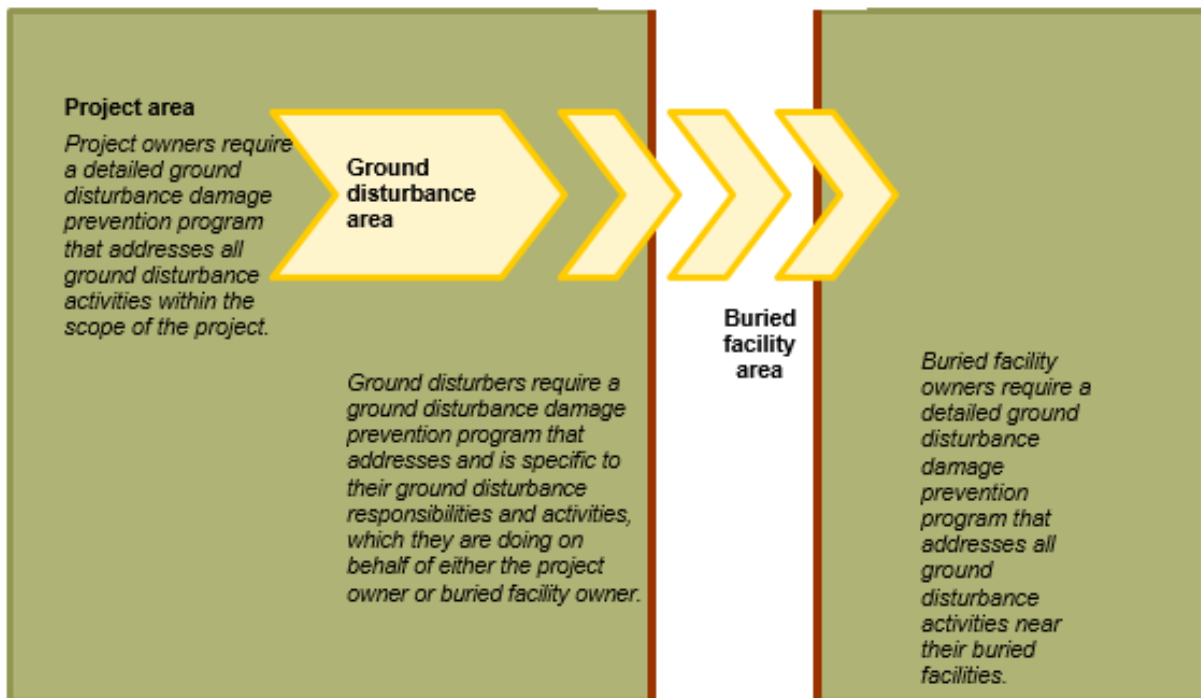 Project area
Project owners require
a detailed ground
disturbance damage
prevention program
that addresses all
ground disturbance
activities within the
scope of the project.
Ground
disturbance
area
Ground disturbers require a
ground disturbance damage
prevention program that
addresses and is specific to
their ground disturbance
responsibilities and activities,
which they are doing on
behalf of either the project
owner or buried facility owner.
Buried
facility
area
Buried facility
owners require a
detailed ground
disturbance
damage
prevention
program that
addresses all
ground
disturbance
activities near
their buried
facilities.